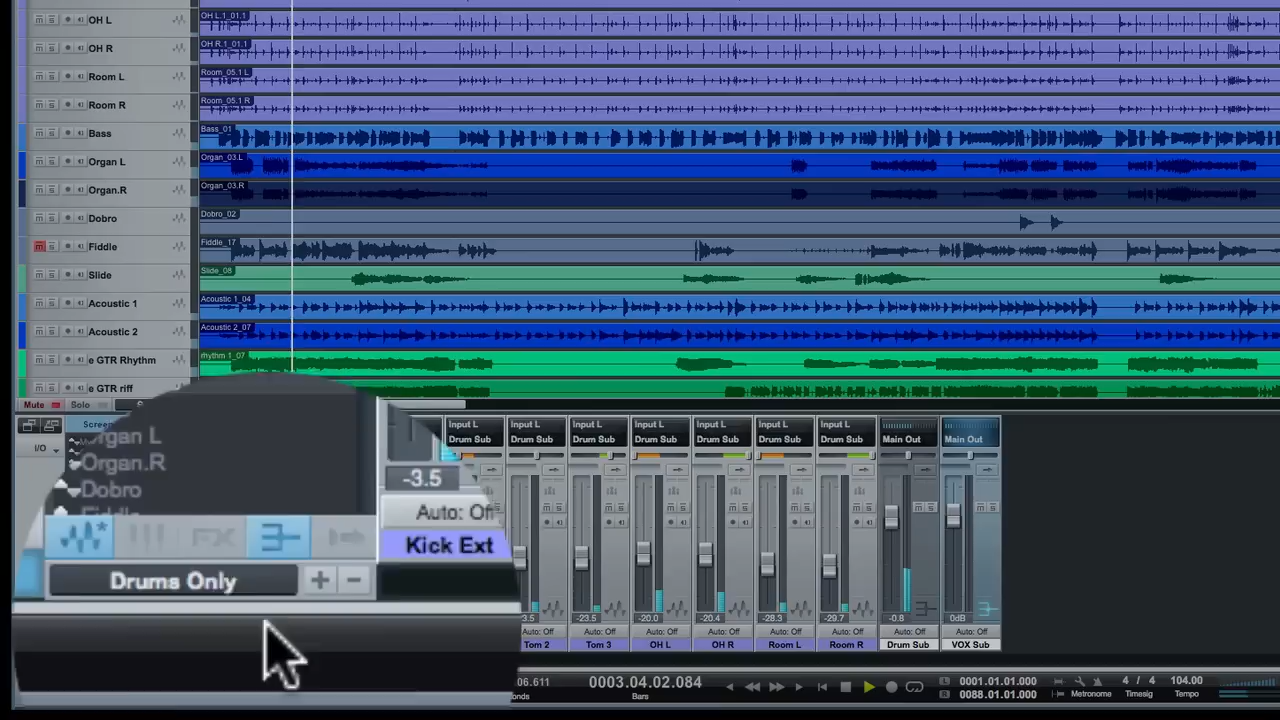 OH L
OH L.1_01.1
OH R
OH R.1_01.1
Room L
Room_05.1 L
Room R
Room_05.1 R
Bass
Bass_01
Organ L
Organ_03.L
Organ.R
Organ_03.R
Dobro
Dobro_02
Fiddle
Fiddle_17
Slide
Slide_08
Acoustic 1
Acoustic 1_04
Acoustic 2
Acoustic 2_07
e GTR Rhythm
rhythm 1_07
e GTR riff
Mute Solo
I/O
Organ.R
Dobro
-3.5
Auto: Off
Kick Ext
FX
Drums Only + −
Input L Input L Input L Input L Input L Input L Input L
Drum Sub Drum Sub Drum Sub Drum Sub Drum Sub Drum Sub Drum Sub Main Out Main Out
-23.5 -20.0 -20.4 -28.3 -29.7 -0.8 0dB
Auto: Off Auto: Off Auto: Off Auto: Off Auto: Off Auto: Off Auto: Off Auto: Off
Tom 2 Tom 3 OH L OH R Room L Room R Drum Sub VOX Sub
06.611 0003.04.02.084 L 0001.01.01.000 4 / 4 104.00
onds Bars R 0088.01.01.000 Metronome Timesig Tempo